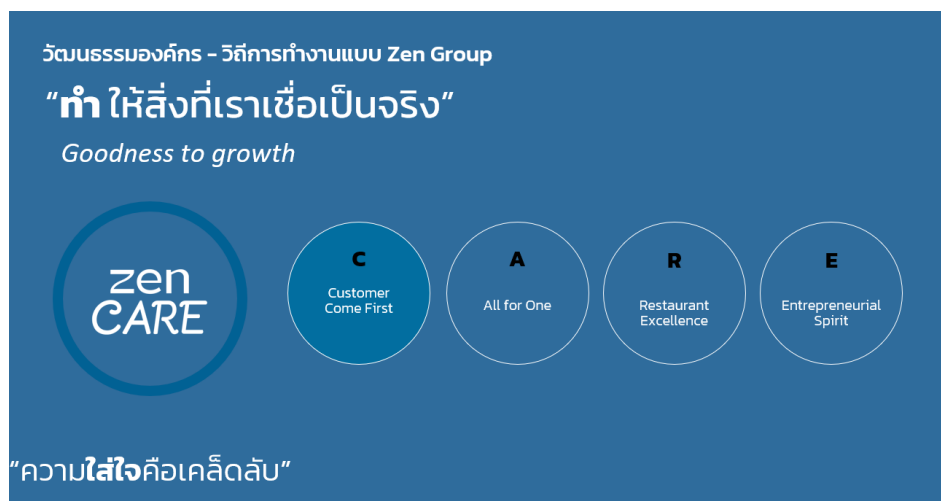 วัฒนธรรมองค์กร – วิถีการทำงานแบบ Zen Group
“ทำ ให้สิ่งที่เราเชื่อเป็นจริง”
Goodness to growth
zen
CARE
C
Customer
Come First
A
All for One
R
Restaurant
Excellence
E
Entrepreneurial
Spirit
“ความใส่ใจคือเคล็ดลับ”